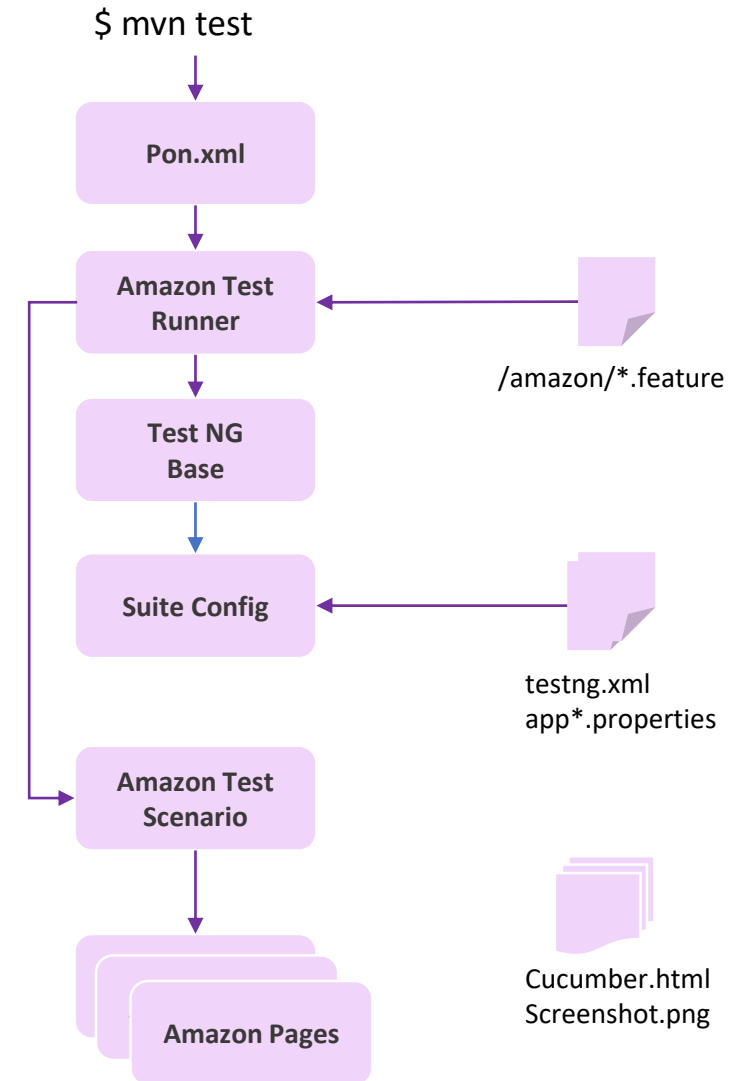 $ mvn test
Pon.xml
Amazon Test
Runner
/amazon/*.feature
Test NG
Base
Suite Config
testng.xml
app*.properties
Amazon Test
Scenario
Cucumber.html
Screenshot.png
Amazon Pages